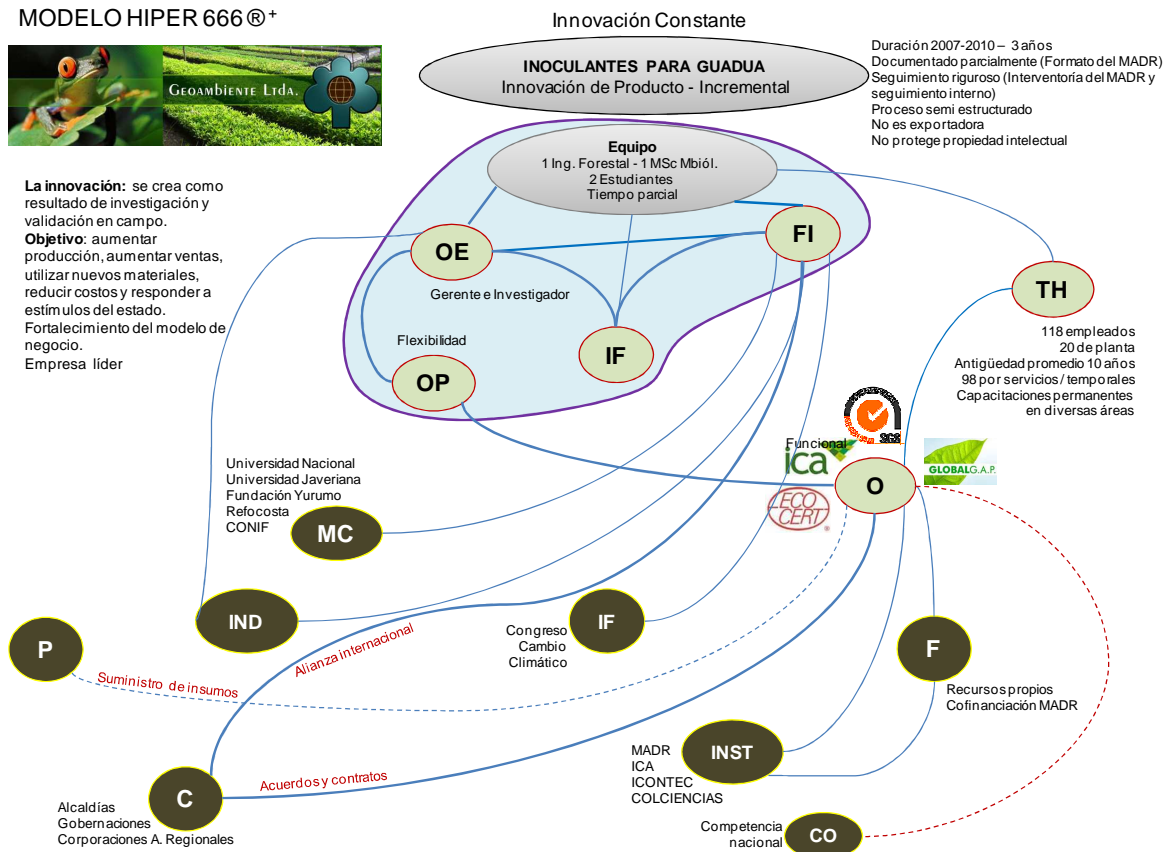 MODELO HIPER 666®+
GEOAMBIENTE LTDA.
Innovación Constante
INOCULANTES PARA GUADUA
Innovación de Producto - Incremental
Duración 2007-2010 – 3 años
Documentado parcialmente (Formato del MADR)
Seguimiento riguroso (Interventoría del MADR y
seguimiento interno)
Proceso semi estructurado
No es exportadora
No protege propiedad intelectual
Equipo
1 Ing. Forestal - 1 MSc Mbiól.
2 Estudiantes
Tiempo parcial
La innovación: se crea como
resultado de investigación y
validación en campo.
Objetivo: aumentar
producción, aumentar ventas,
utilizar nuevos materiales,
reducir costos y responder a
estímulos del estado.
Fortalecimiento del modelo de
negocio.
Empresa líder
OE
FI
Gerente e Investigador
TH
118 empleados
20 de planta
Antigüedad promedio 10 años
98 por servicios / temporales
Capacitaciones permanentes
en diversas áreas
Flexibilidad
IF
OP
SGS
Funcional
ica
GLOBALG.A.P.
O
ECO
CERT
Universidad Nacional
Universidad Javeriana
Fundación Yurumo
Refocosta
CONIF
MC
IND
IF
Congreso
Cambio
Climático
P
Suministro de insumos
Alianza internacional
F
Recursos propios
Cofinanciación MADR
INST
MADR
ICA
ICONTEC
COLCIENCIAS
C
Acuerdos y contratos
Alcaldías
Gobernaciones
Corporaciones A. Regionales
Competencia
nacional
CO